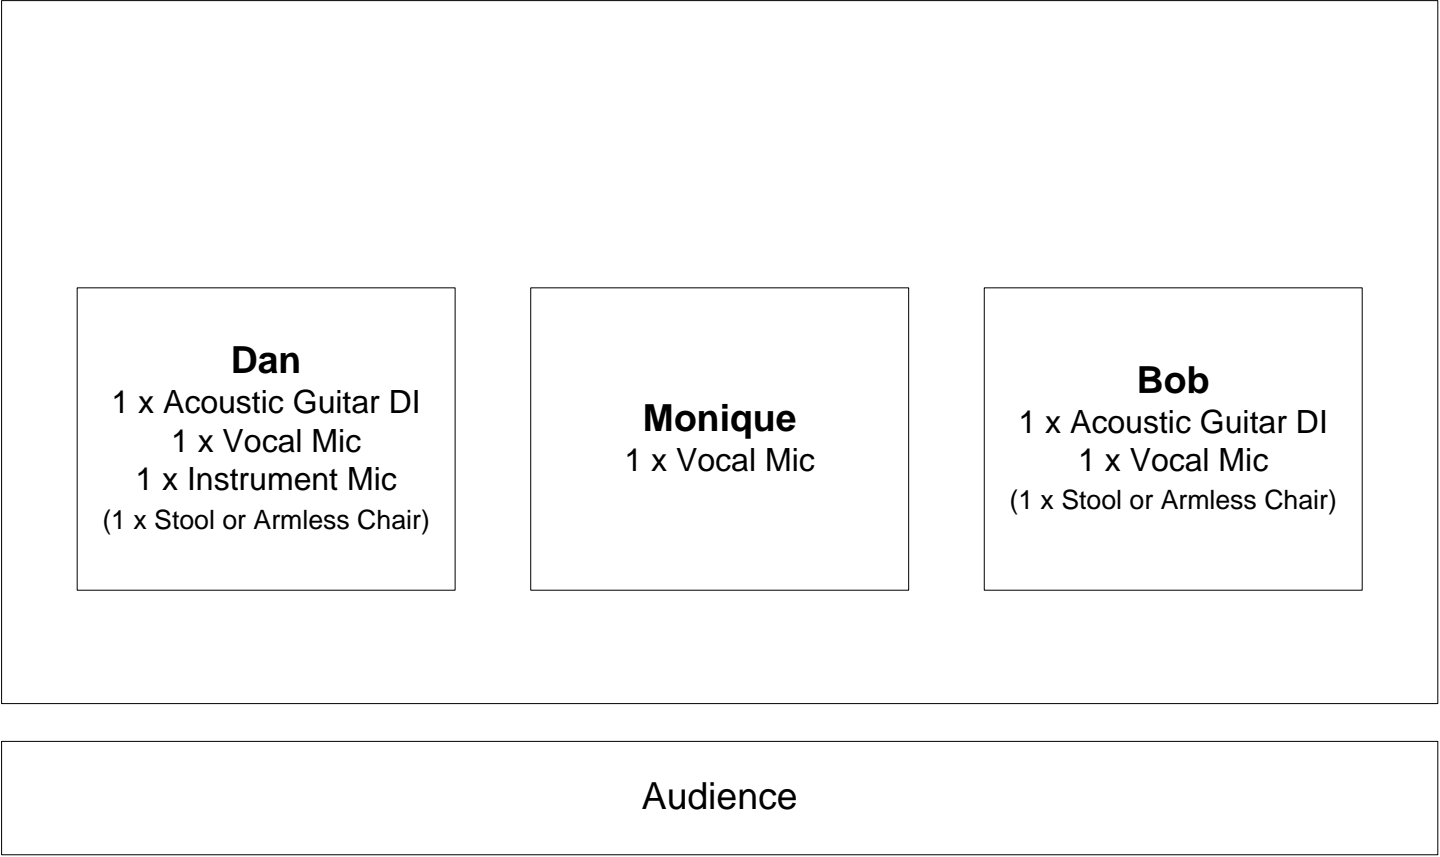 Dan
1 x Acoustic Guitar DI
1 x Vocal Mic
1 x Instrument Mic
(1 x Stool or Armless Chair)
Monique
1 x Vocal Mic
Bob
1 x Acoustic Guitar DI
1 x Vocal Mic
(1 x Stool or Armless Chair)
Audience